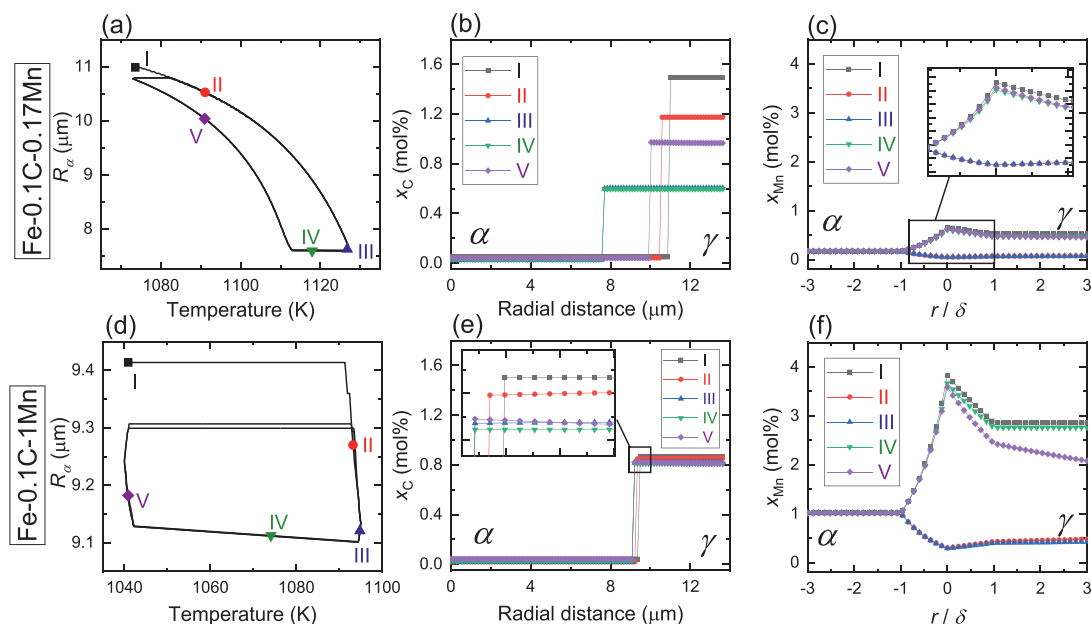 (a)
(b)
(c)
Fe-0.1C-0.17Mn
11
10
9
8
Rα (μm)
1080
1100
1120
Temperature (K)
I
II
III
IV
V
1.6
1.2
0.8
0.4
0.0
xC (mol%)
0
4
8
12
Radial distance (μm)
I
II
III
IV
V
α
γ
4
3
2
1
0
xMn (mol%)
-3
-2
-1
0
1
2
3
r / δ
I
II
III
IV
V
α
γ
(d)
(e)
(f)
Fe-0.1C-1Mn
9.4
9.3
9.2
9.1
Rα (μm)
1040
1060
1080
1100
Temperature (K)
I
II
III
IV
V
1.6
1.2
0.8
0.4
0.0
xC (mol%)
0
4
8
12
Radial distance (μm)
I
II
III
IV
V
α
γ
4
3
2
1
0
xMn (mol%)
-3
-2
-1
0
1
2
3
r / δ
I
II
III
IV
V
α
γ